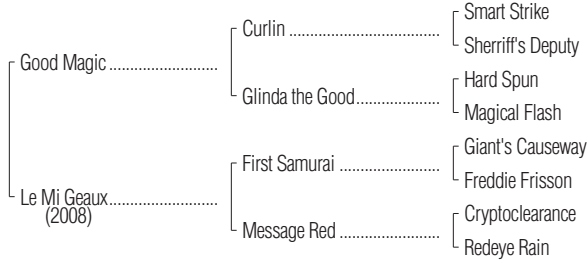 Smart Strike
Curlin ..........................
Sherriff's Deputy
Good Magic ..........................
Hard Spun
Glinda the Good....................
Magical Flash
Giant's Causeway
First Samurai ........................
Freddie Frisson
Le Mi Geaux..........................
(2008)
Cryptoclearance
Message Red ........................
Redeye Rain